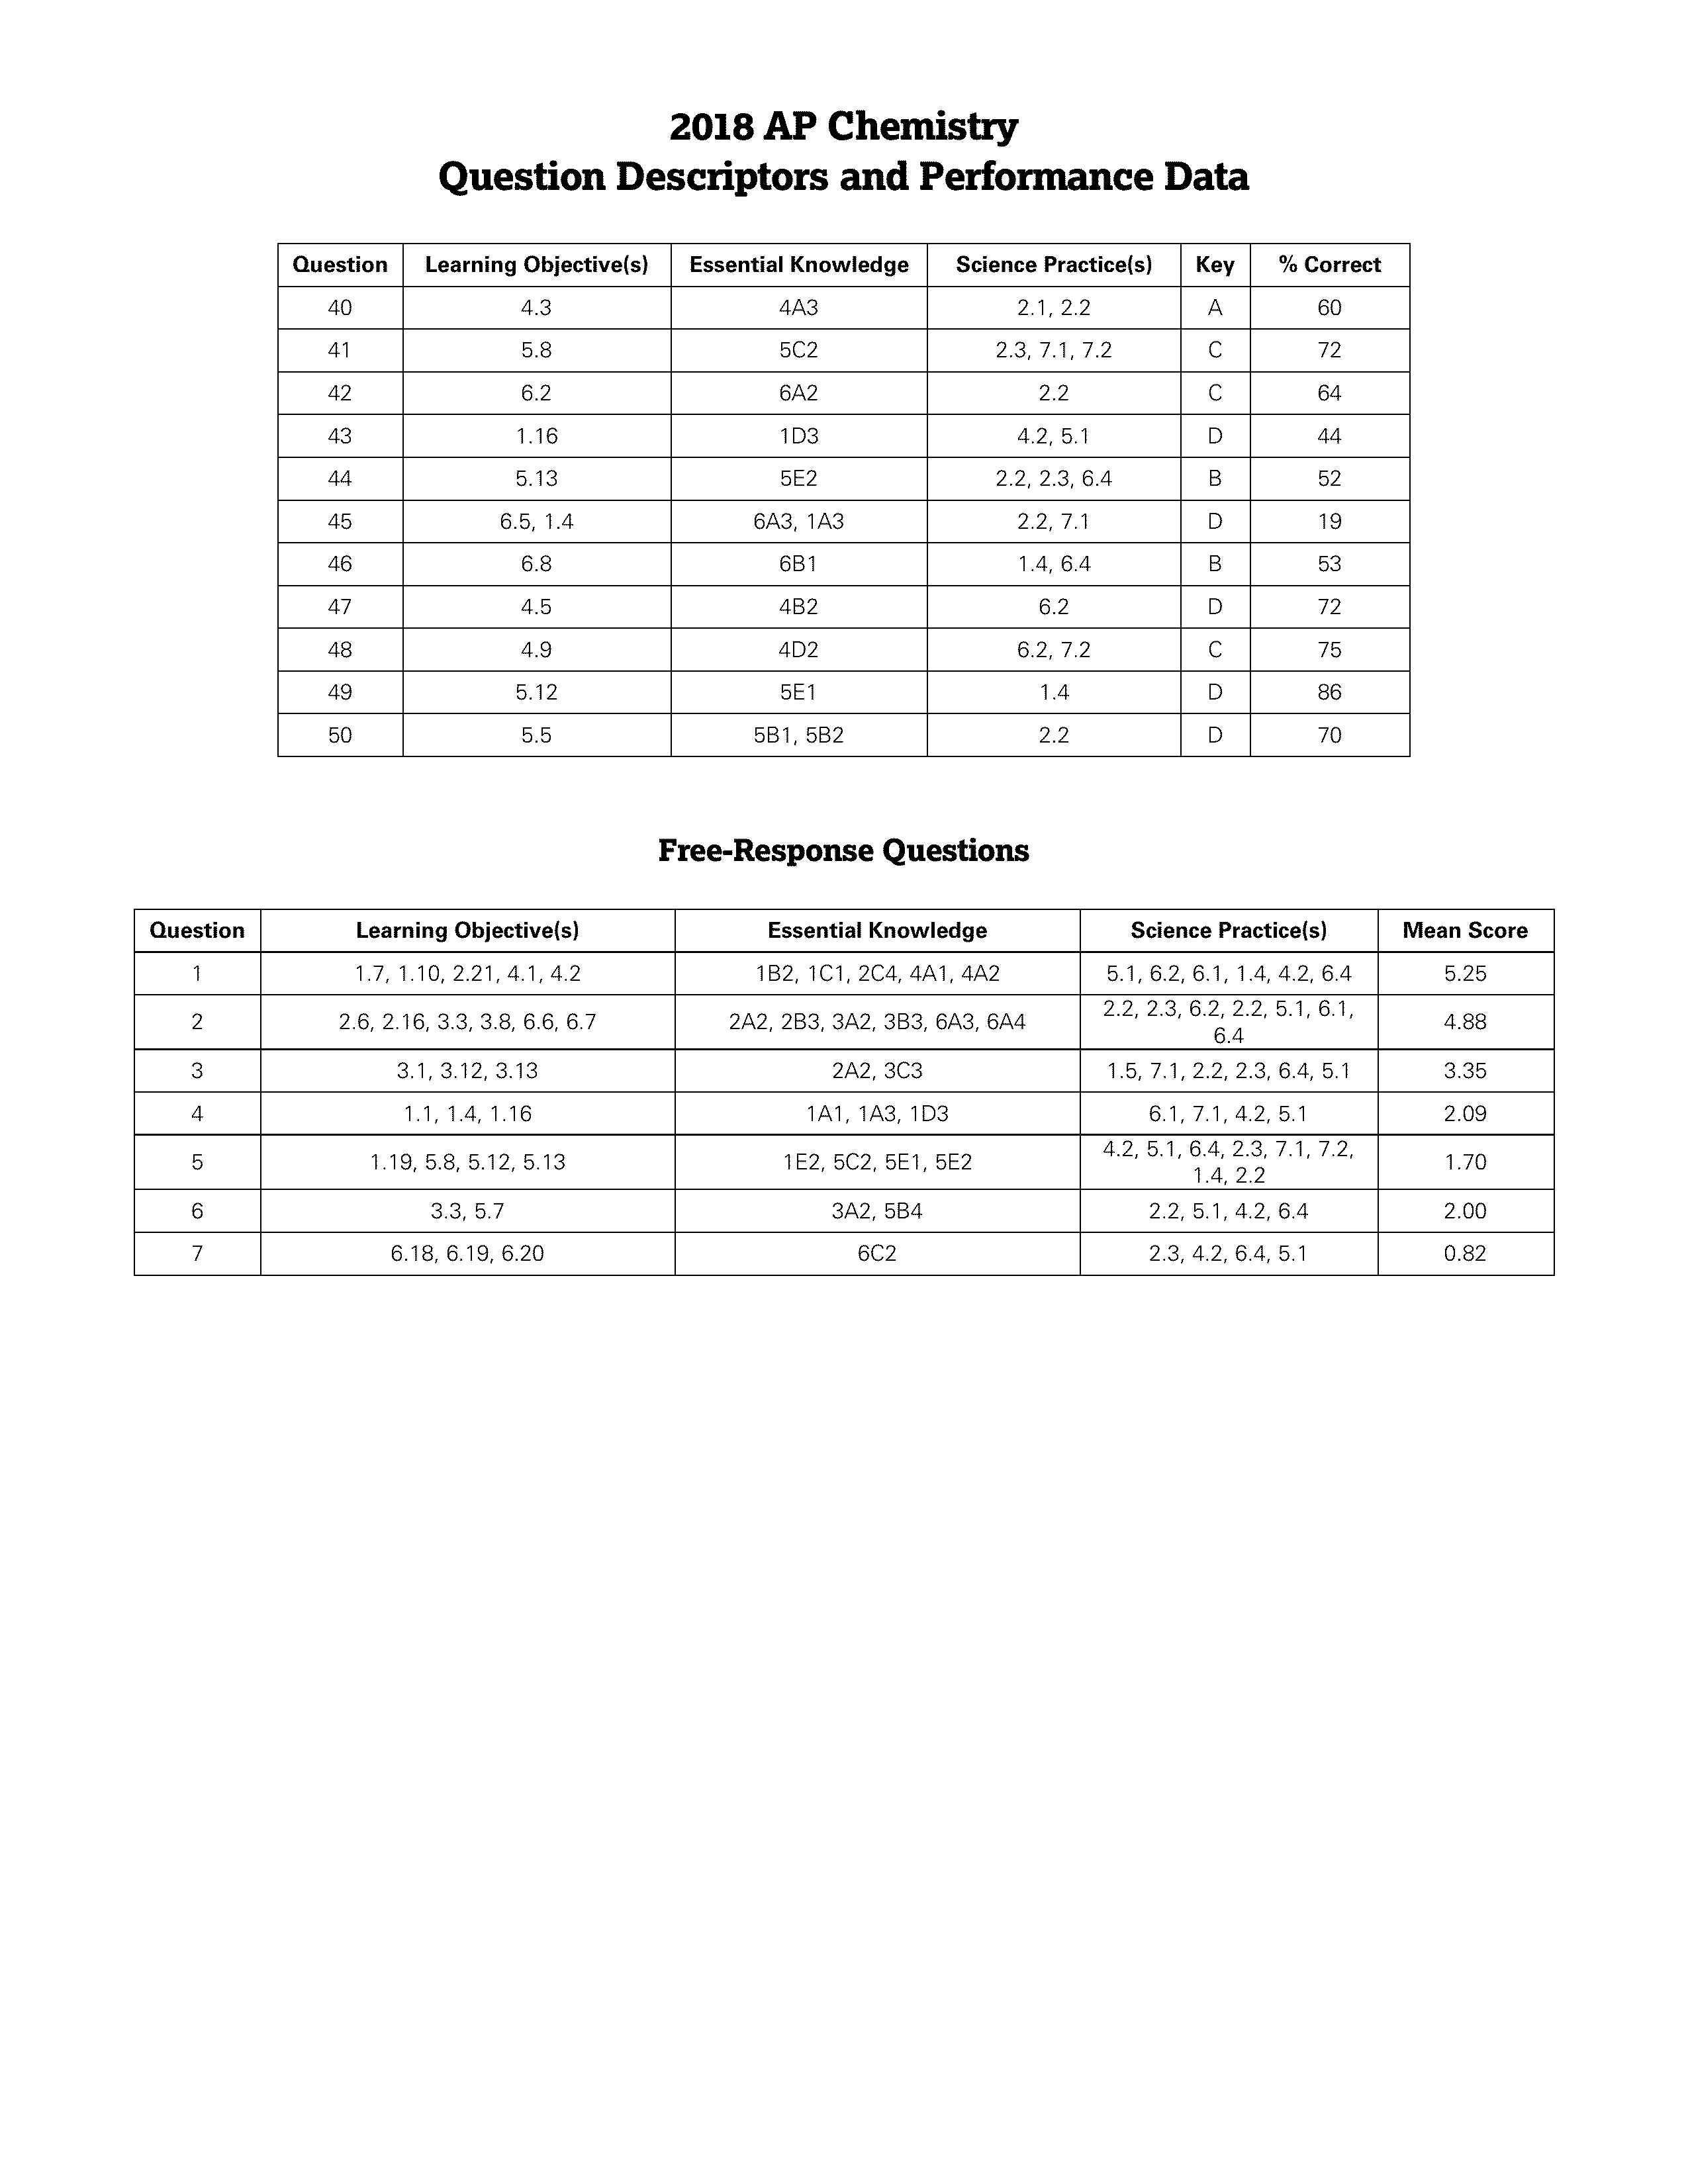 2018 AP Chemistry
Question Descriptors and Performance Data
Question Learning Objective(s) Essential Knowledge Science Practice(s) Key % Correct
40 4.3 4A3 2.1, 2.2 A 60
41 5.8 5C2 2.3, 7.1, 7.2 C 72
42 6.2 6A2 2.2 C 64
43 1.16 1D3 4.2, 5.1 D 44
44 5.13 5E2 2.2, 2.3, 6.4 B 52
45 6.5, 1.4 6A3, 1A3 2.2, 7.1 D 19
46 6.8 6B1 1.4, 6.4 B 53
47 4.5 4B2 6.2 D 72
48 4.9 4D2 6.2, 7.2 C 75
49 5.12 5E1 1.4 D 86
50 5.5 5B1, 5B2 2.2 D 70
Free-Response Questions
Question Learning Objective(s) Essential Knowledge Science Practice(s) Mean Score
1 1.7, 1.10, 2.21, 4.1, 4.2 1B2, 1C1, 2C4, 4A1, 4A2 5.1, 6.2, 6.1, 1.4, 4.2, 6.4 5.25
2 2.6, 2.16, 3.3, 3.8, 6.6, 6.7 2A2, 2B3, 3A2, 3B3, 6A3, 6A4 2.2, 2.3, 6.2, 2.2, 5.1, 6.1,
6.4 4.88
3 3.1, 3.12, 3.13 2A2, 3C3 1.5, 7.1, 2.2, 2.3, 6.4, 5.1 3.35
4 1.1, 1.4, 1.16 1A1, 1A3, 1D3 6.1, 7.1, 4.2, 5.1 2.09
5 1.19, 5.8, 5.12, 5.13 1E2, 5C2, 5E1, 5E2 4.2, 5.1, 6.4, 2.3, 7.1, 7.2,
1.4, 2.2 1.70
6 3.3, 5.7 3A2, 5B4 2.2, 5.1, 4.2, 6.4 2.00
7 6.18, 6.19, 6.20 6C2 2.3, 4.2, 6.4, 5.1 0.82